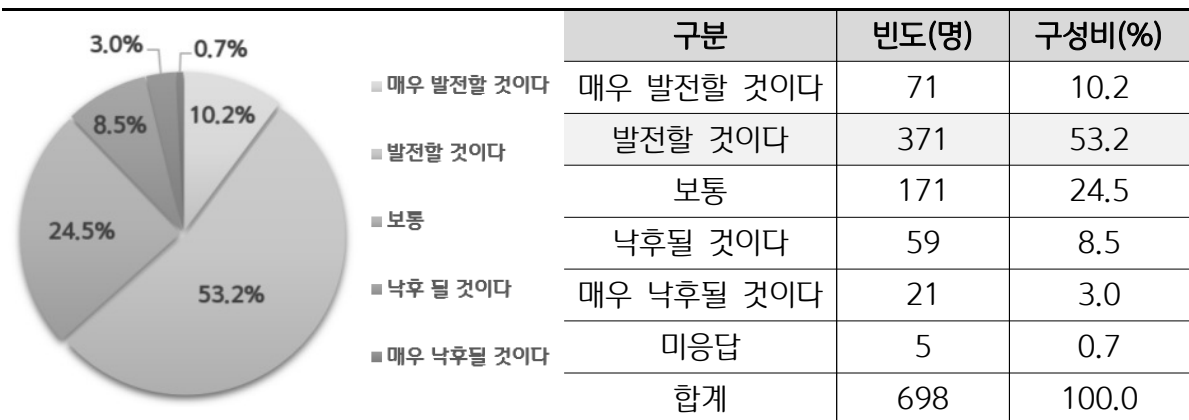 3.0%
0.7%
10.2%
8.5%
24.5%
53.2%
매우 발전할 것이다
발전할 것이다
보통
낙후 될 것이다
매우 낙후될 것이다
구분 빈도(명) 구성비(%)
매우 발전할 것이다 71 10.2
발전할 것이다 371 53.2
보통 171 24.5
낙후될 것이다 59 8.5
매우 낙후될 것이다 21 3.0
미응답 5 0.7
합계 698 100.0